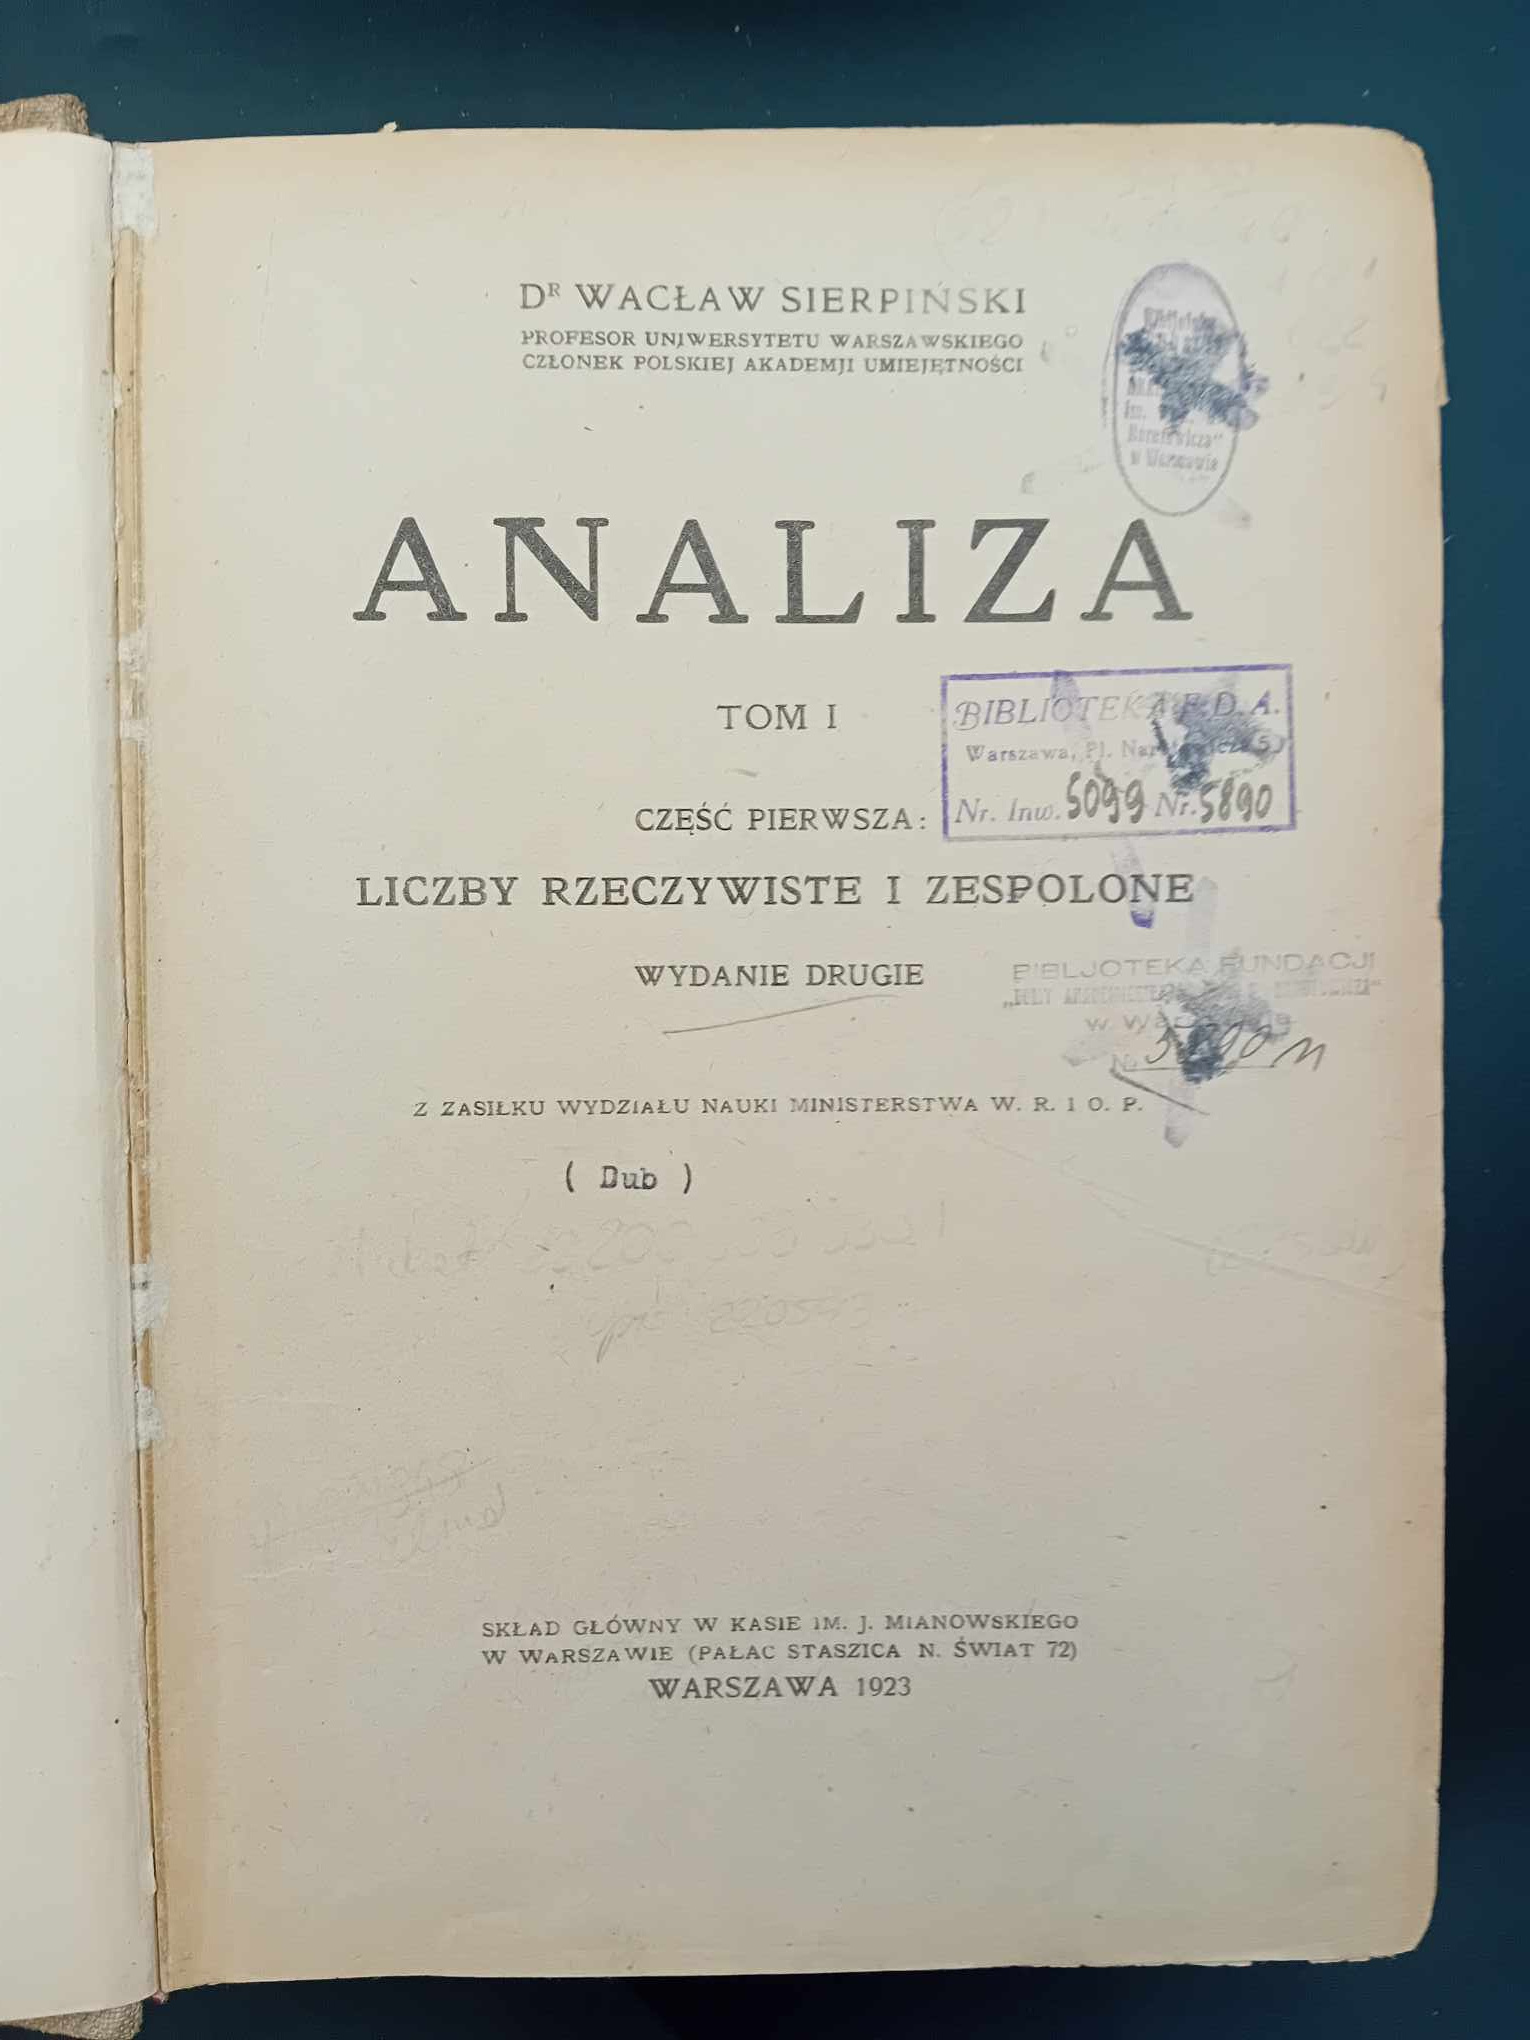 DR WACŁAW SIERPIŃSKI
PROFESOR UNIWERSYTETU WARSZAWSKIEGO
CZŁONEK POLSKIEJ AKADEMJI UMIEJĘTNOŚCI
im.
w Warszawie
ANALIZA
TOM I
BIBLIOTEKA F.D.A.
Warszawa, Pl.
Nr. Inw. 5099 Nr. 5890
CZĘŚĆ PIERWSZA:
LICZBY RZECZYWISTE I ZESPOLONE
WYDANIE DRUGIE
BIBLJOTEKA FUNDACJI
w
Z ZASIŁKU WYDZIAŁU NAUKI MINISTERSTWA W. R. I O. P.
( Dub )
SKŁAD GŁÓWNY W KASIE IM. J. MIANOWSKIEGO
W WARSZAWIE (PAŁAC STASZICA N. ŚWIAT 72)
WARSZAWA 1923